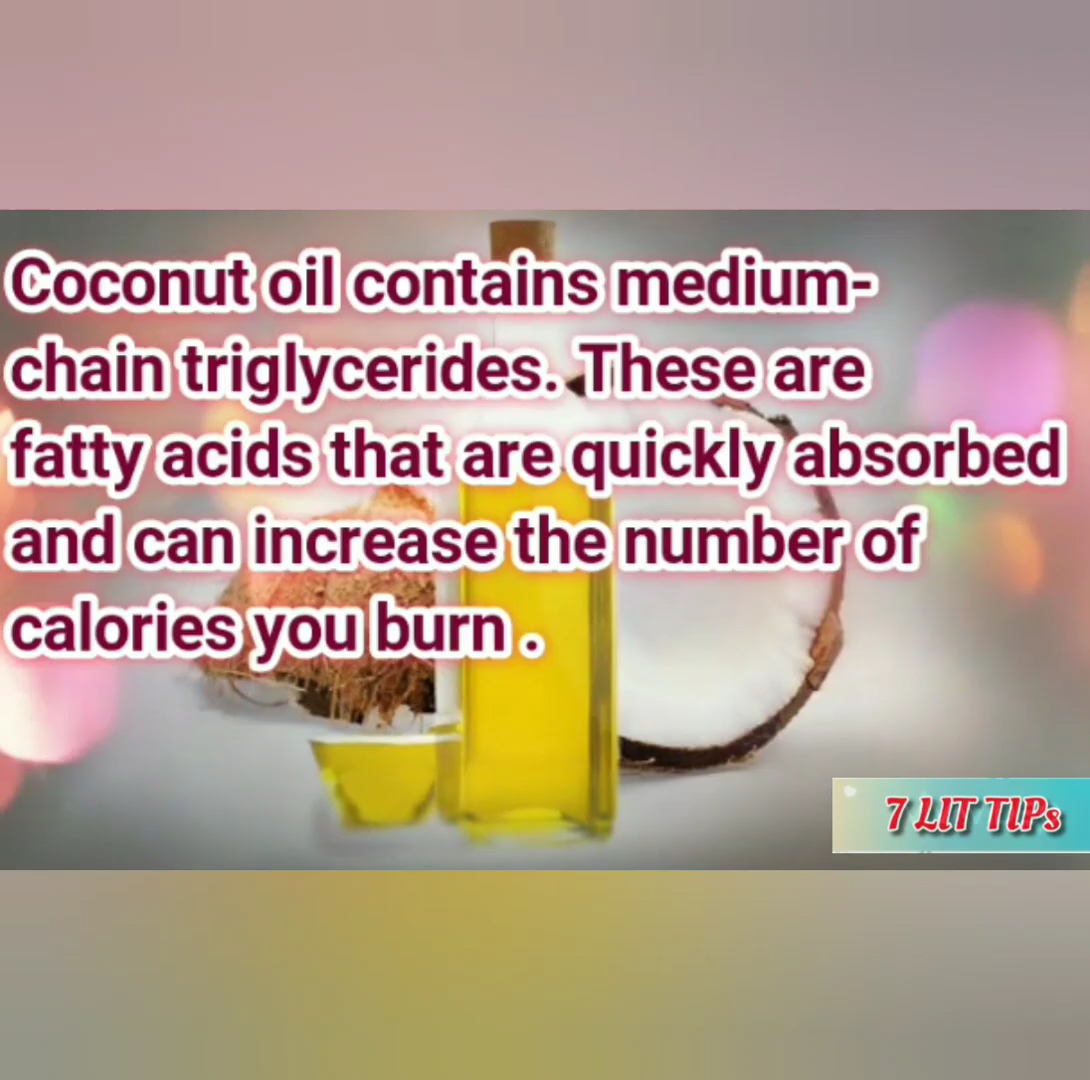 Coconut oil contains medium-
chain triglycerides. These are
fatty acids that are quickly absorbed
and can increase the number of
calories you burn .
7 LIT TIPs